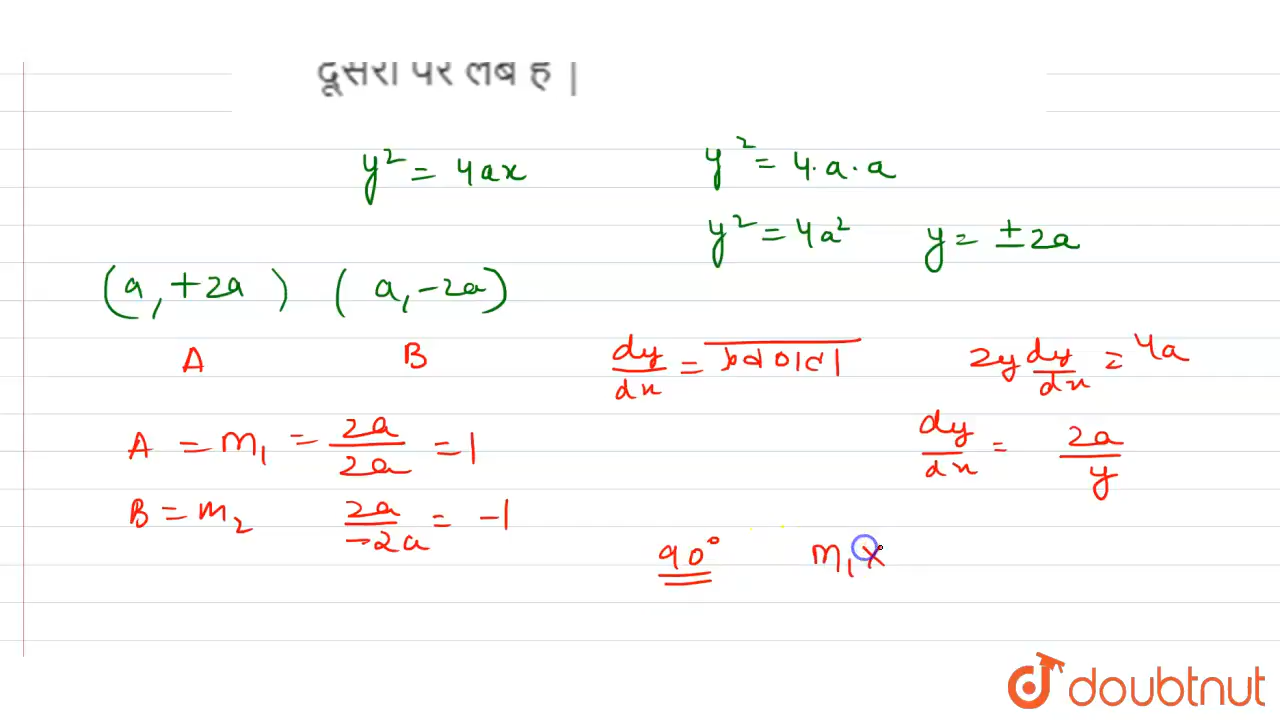 दूसरी पर लंब है |
y² = 4ax
y² = 4·a·a
y² = 4a² y = ±2a
(a, +2a) (a, -2a)
A B
dy/dx = 2y dy/dx = 4a
A = m₁ = 2a/2a = 1
dy/dx = 2a/y
B = m₂ 2a/-2a = -1
90° m₁ x
doubtnut